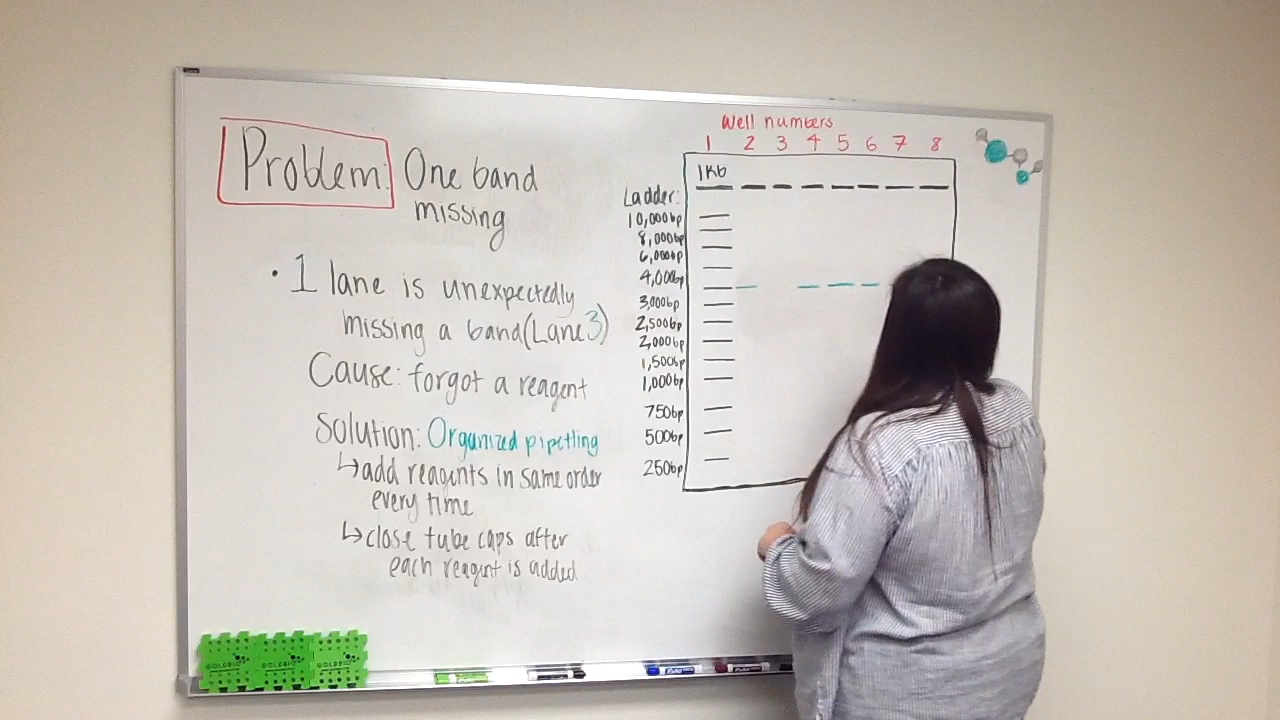 Problem: One band
missing
• 1 lane is unexpectedly
missing a band (Lane 3)
Cause: forgot a reagent
Solution: Organized pipetting
↳ add reagents in same order
every time
↳ close tube caps after
each reagent is added
Well numbers
1 2 3 4 5 6 7 8
1Kb
Ladder:
10,000bp
8,000bp
6,000bp
4,000bp
3,000bp
2,500bp
2,000bp
1,500bp
1,000bp
750bp
500bp
250bp
GOLDBIO GOLDBIO GOLDBIO